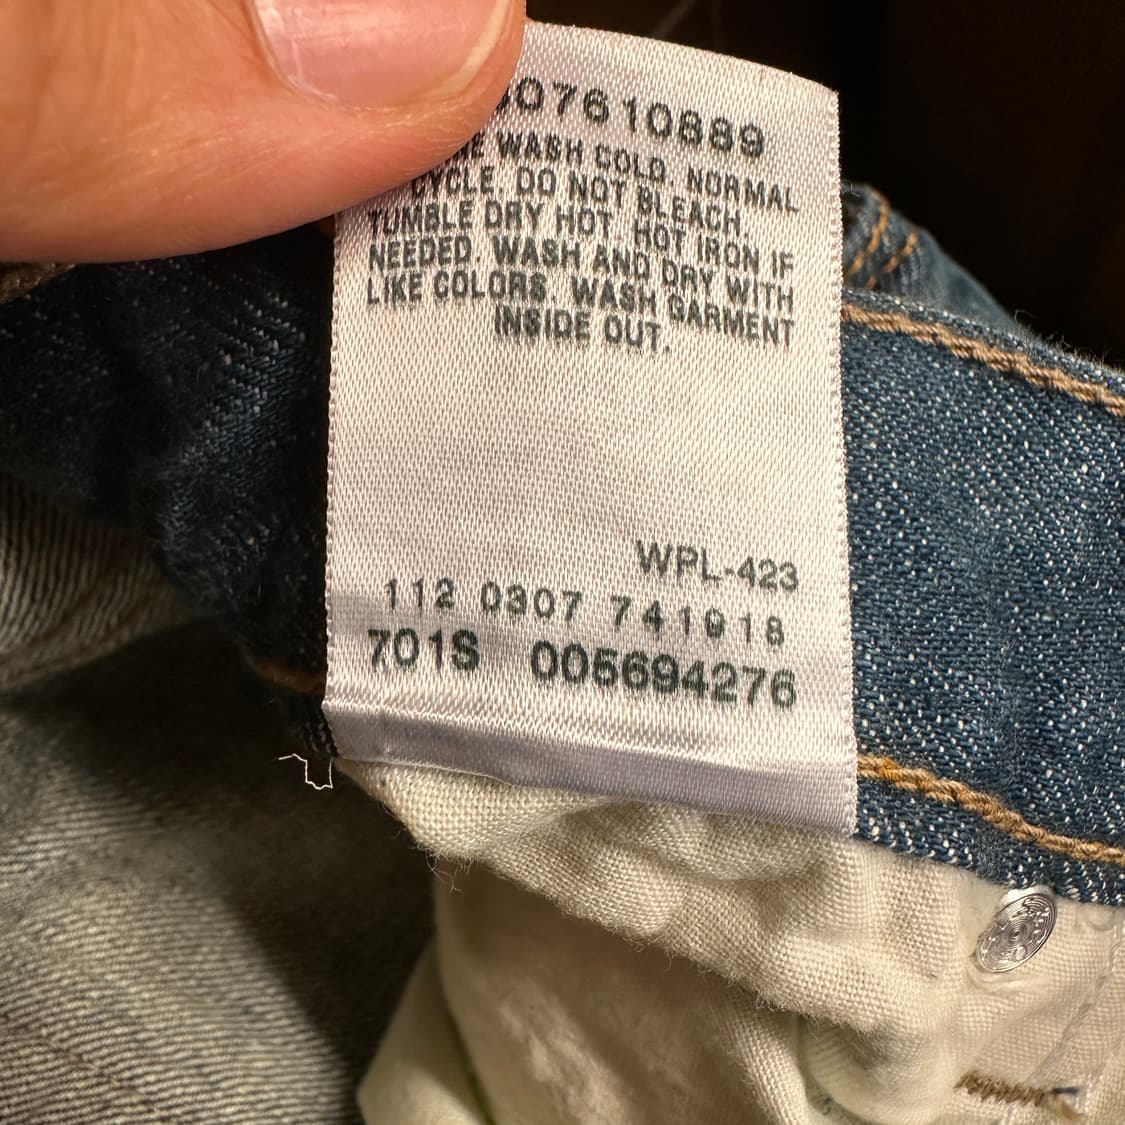 07610889
WASH COLD. NORMAL
CYCLE. DO NOT BLEACH.
TUMBLE DRY HOT. HOT IRON IF
NEEDED. WASH AND DRY WITH
LIKE COLORS. WASH GARMENT
INSIDE OUT.
WPL-423
112 0307 741918
701S 005694276